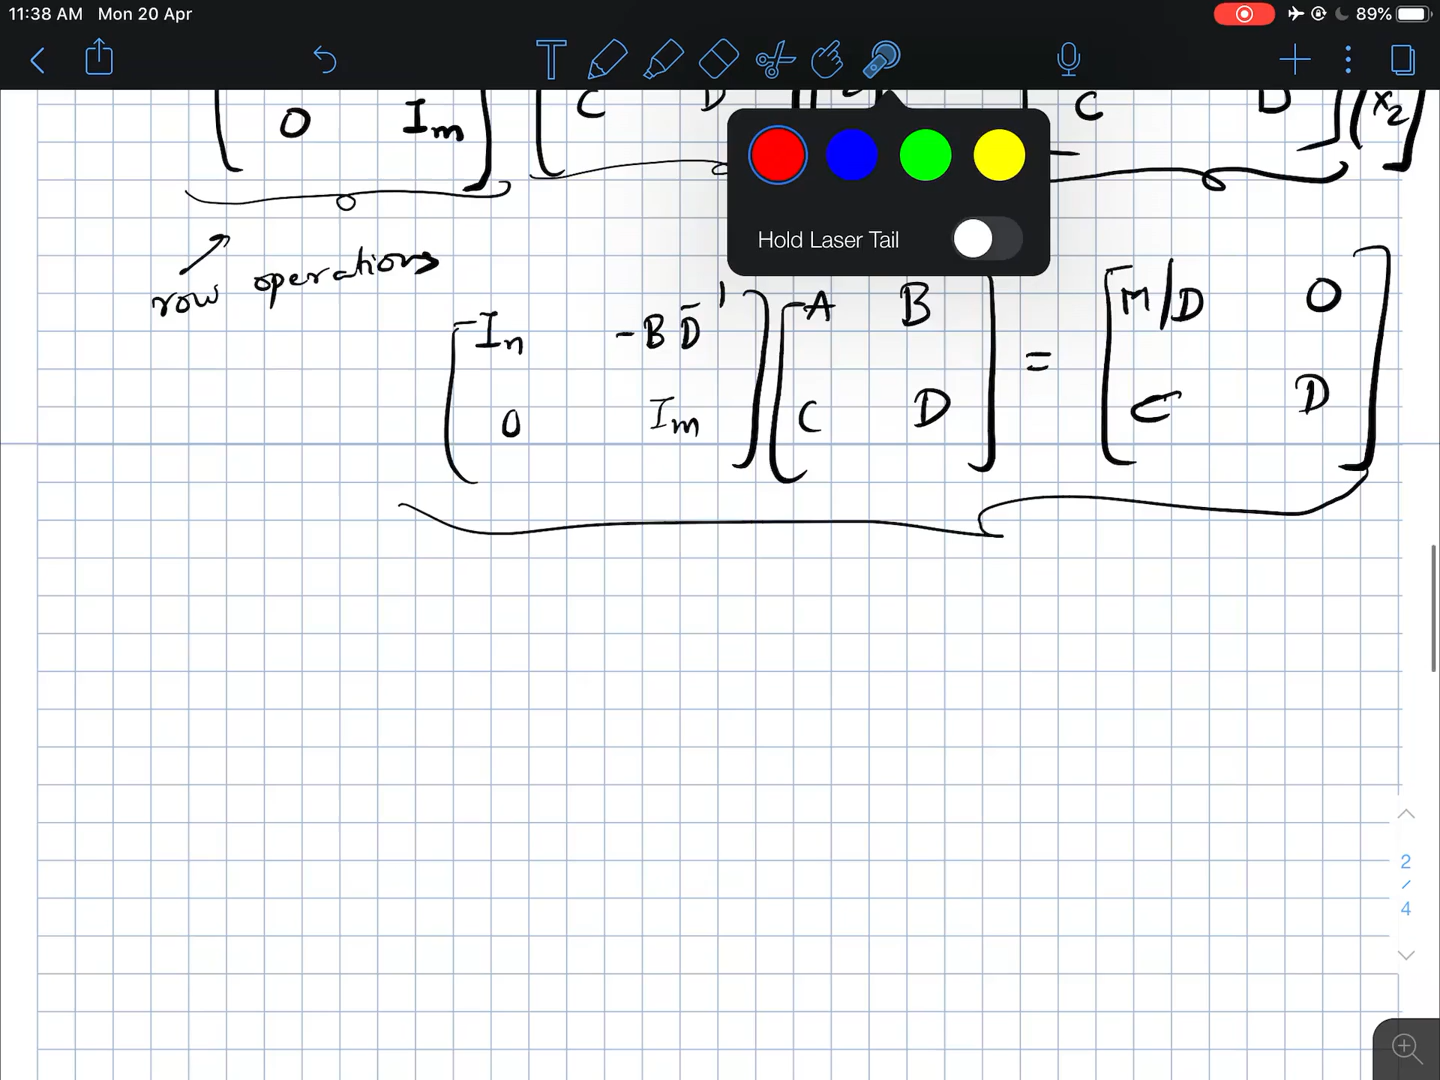 11:38 AM Mon 20 Apr 89%
0 Im C D C D x2
Hold Laser Tail
row operations
In -B D⁻¹ A B = M/D 0
0 Im C D C D
2
/
4